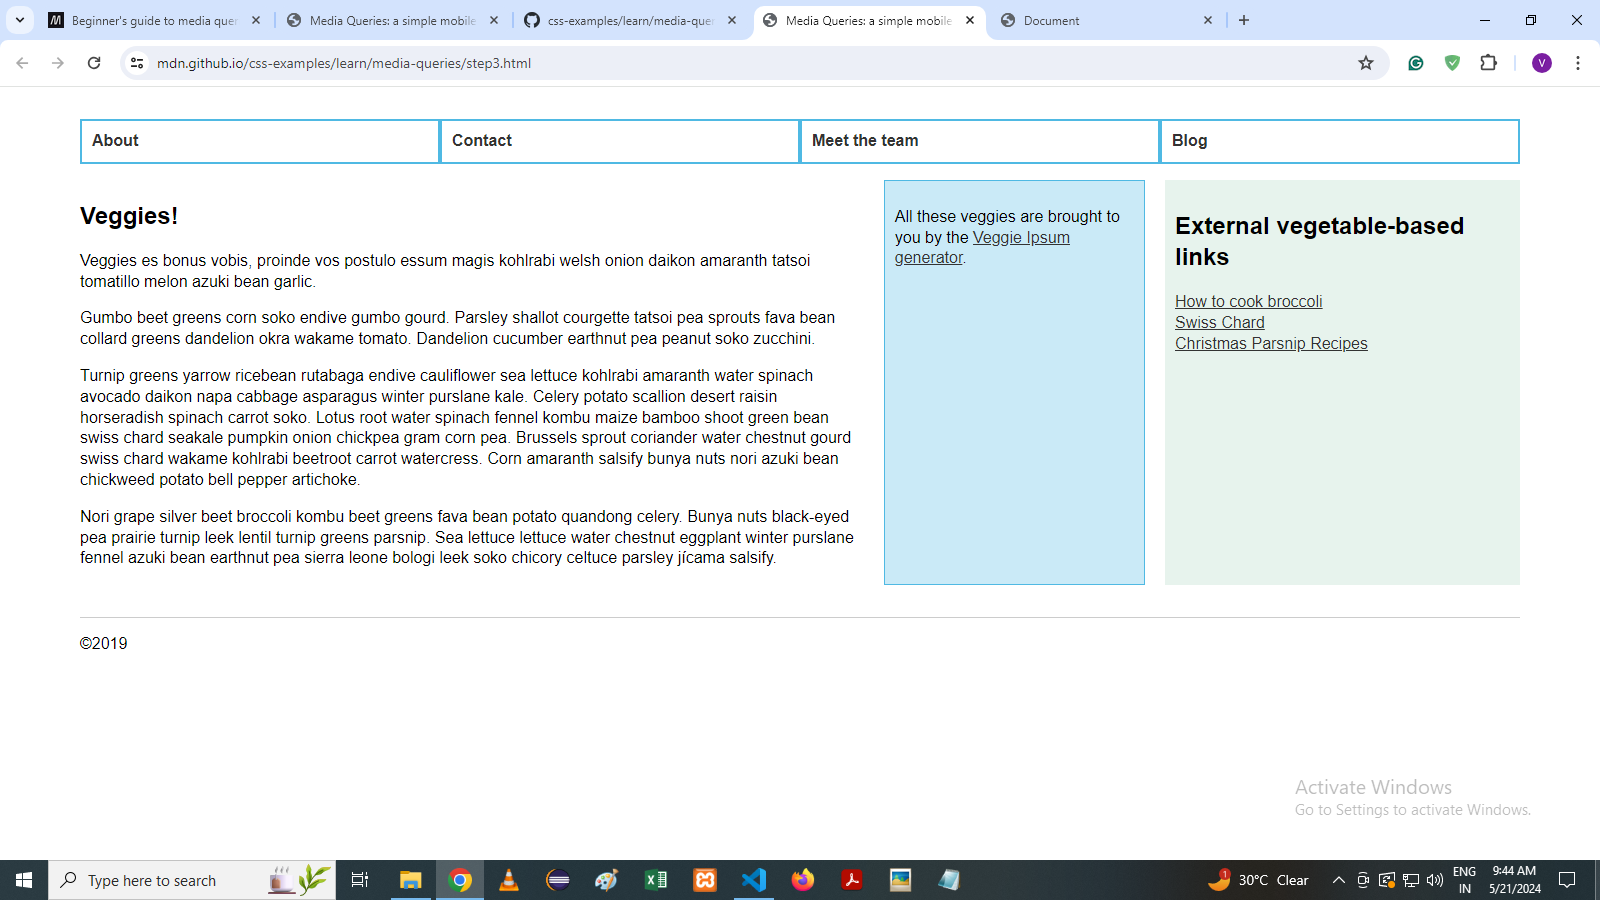 Beginner's guide to media que
Media Queries: a simple mobile
css-examples/learn/media-que
Media Queries: a simple mobile
Document
mdn.github.io/css-examples/learn/media-queries/step3.html
V
About
Contact
Meet the team
Blog
Veggies!
Veggies es bonus vobis, proinde vos postulo essum magis kohlrabi welsh onion daikon amaranth tatsoi
tomatillo melon azuki bean garlic.
Gumbo beet greens corn soko endive gumbo gourd. Parsley shallot courgette tatsoi pea sprouts fava bean
collard greens dandelion okra wakame tomato. Dandelion cucumber earthnut pea peanut soko zucchini.
Turnip greens yarrow ricebean rutabaga endive cauliflower sea lettuce kohlrabi amaranth water spinach
avocado daikon napa cabbage asparagus winter purslane kale. Celery potato scallion desert raisin
horseradish spinach carrot soko. Lotus root water spinach fennel kombu maize bamboo shoot green bean
swiss chard seakale pumpkin onion chickpea gram corn pea. Brussels sprout coriander water chestnut gourd
swiss chard wakame kohlrabi beetroot carrot watercress. Corn amaranth salsify bunya nuts nori azuki bean
chickweed potato bell pepper artichoke.
Nori grape silver beet broccoli kombu beet greens fava bean potato quandong celery. Bunya nuts black-eyed
pea prairie turnip leek lentil turnip greens parsnip. Sea lettuce lettuce water chestnut eggplant winter purslane
fennel azuki bean earthnut pea sierra leone bologi leek soko chicory celtuce parsley jícama salsify.
All these veggies are brought to
you by the Veggie Ipsum
generator.
External vegetable-based
links
How to cook broccoli
Swiss Chard
Christmas Parsnip Recipes
©2019
Activate Windows
Go to Settings to activate Windows.
Type here to search
1
30°C Clear
ENG
IN
9:44 AM
5/21/2024